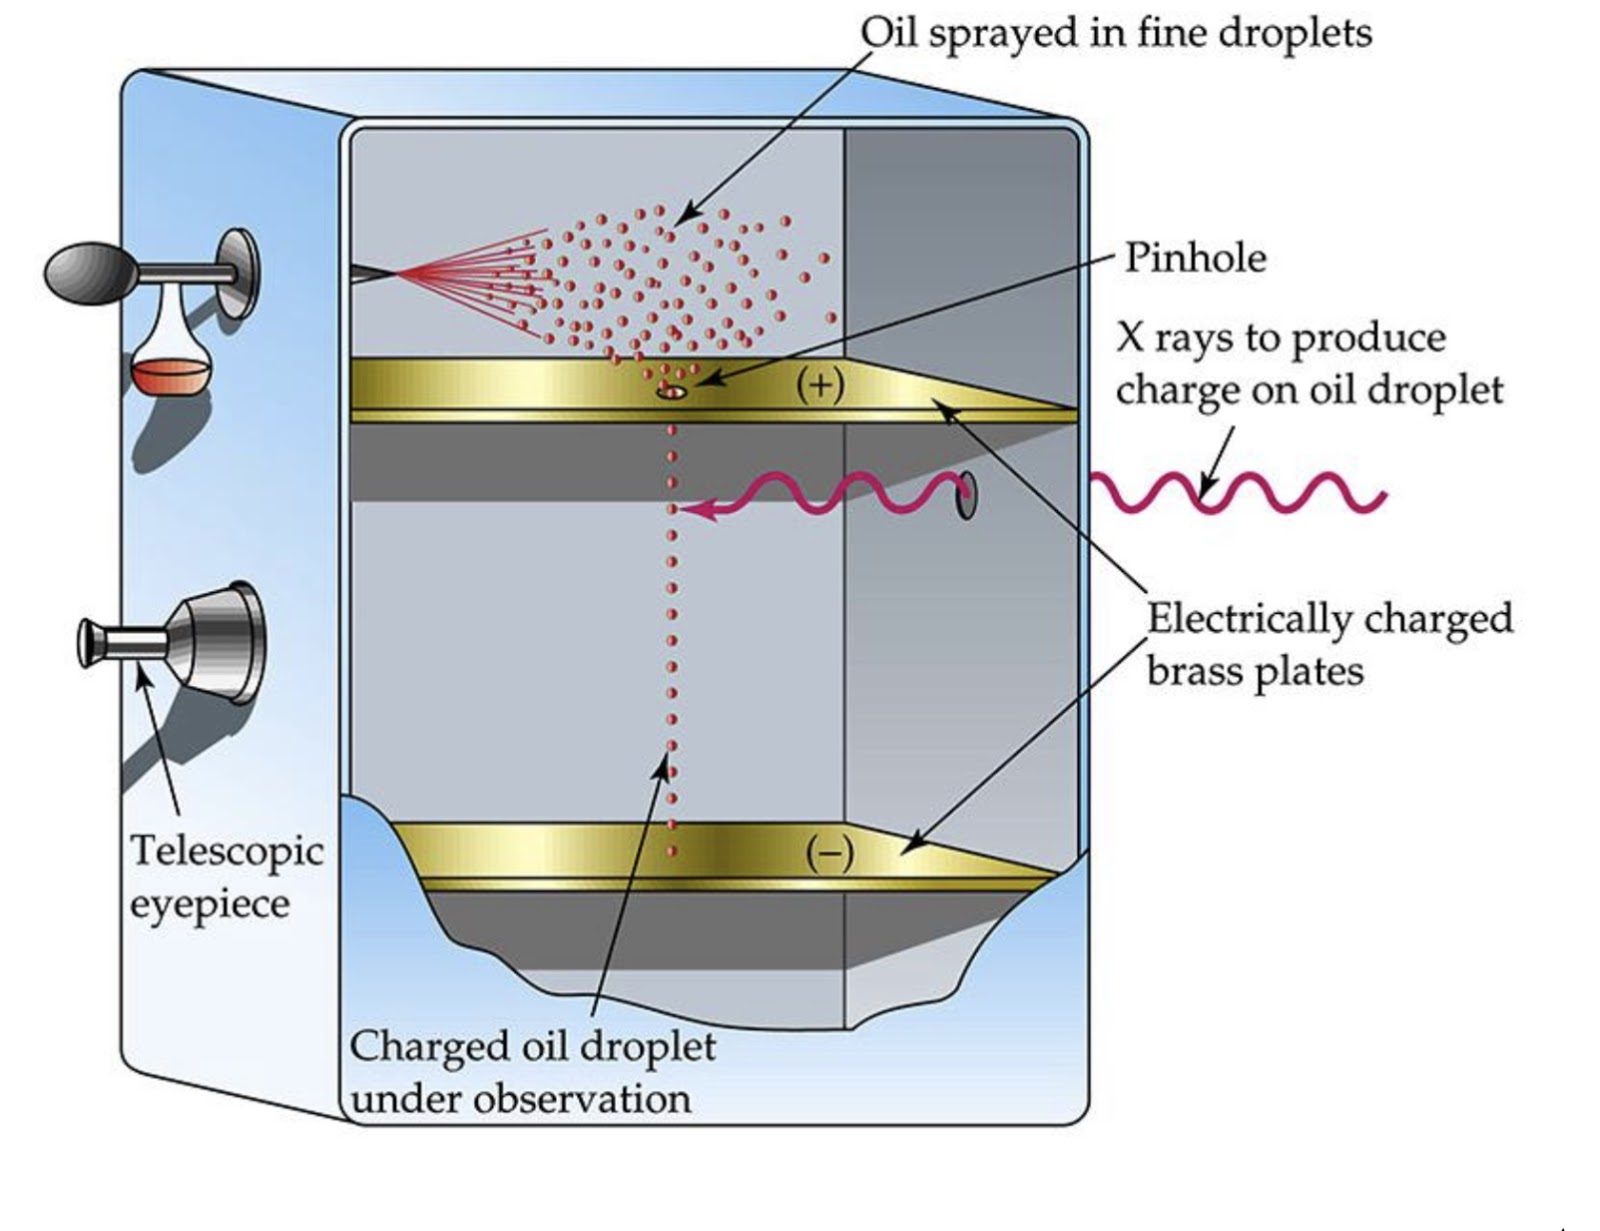 Oil sprayed in fine droplets
Pinhole
X rays to produce
charge on oil droplet
(+)
Electrically charged
brass plates
(–)
Telescopic
eyepiece
Charged oil droplet
under observation